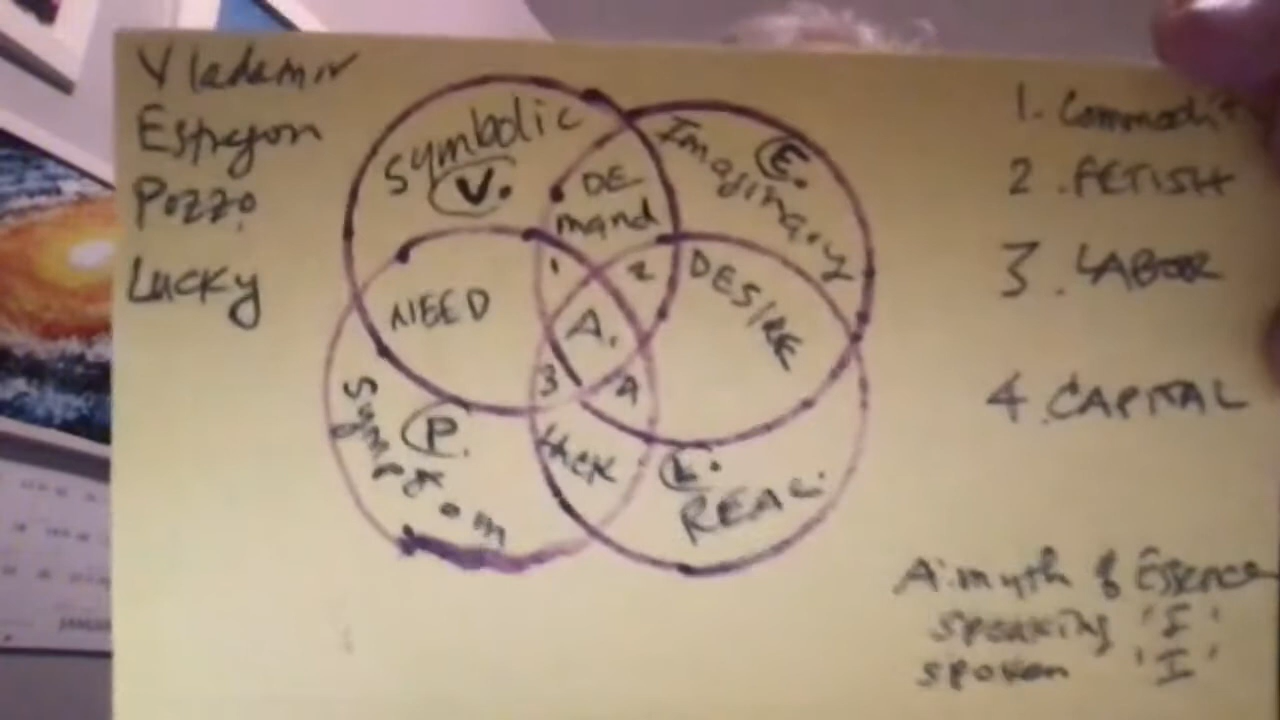 Vlademir
Estregon
Pozzo
Lucky
Symbolic
V.
DE
mand
Imaginary
E.
1
2
NEED
A.
DESIRE
3
4
Symptom
P.
LACK
L.
REAL.
1. Commodit
2. FETISH
3. LABOR
4. CAPITAL
A: myth of Essence
speaking 'I'
spoken 'I'